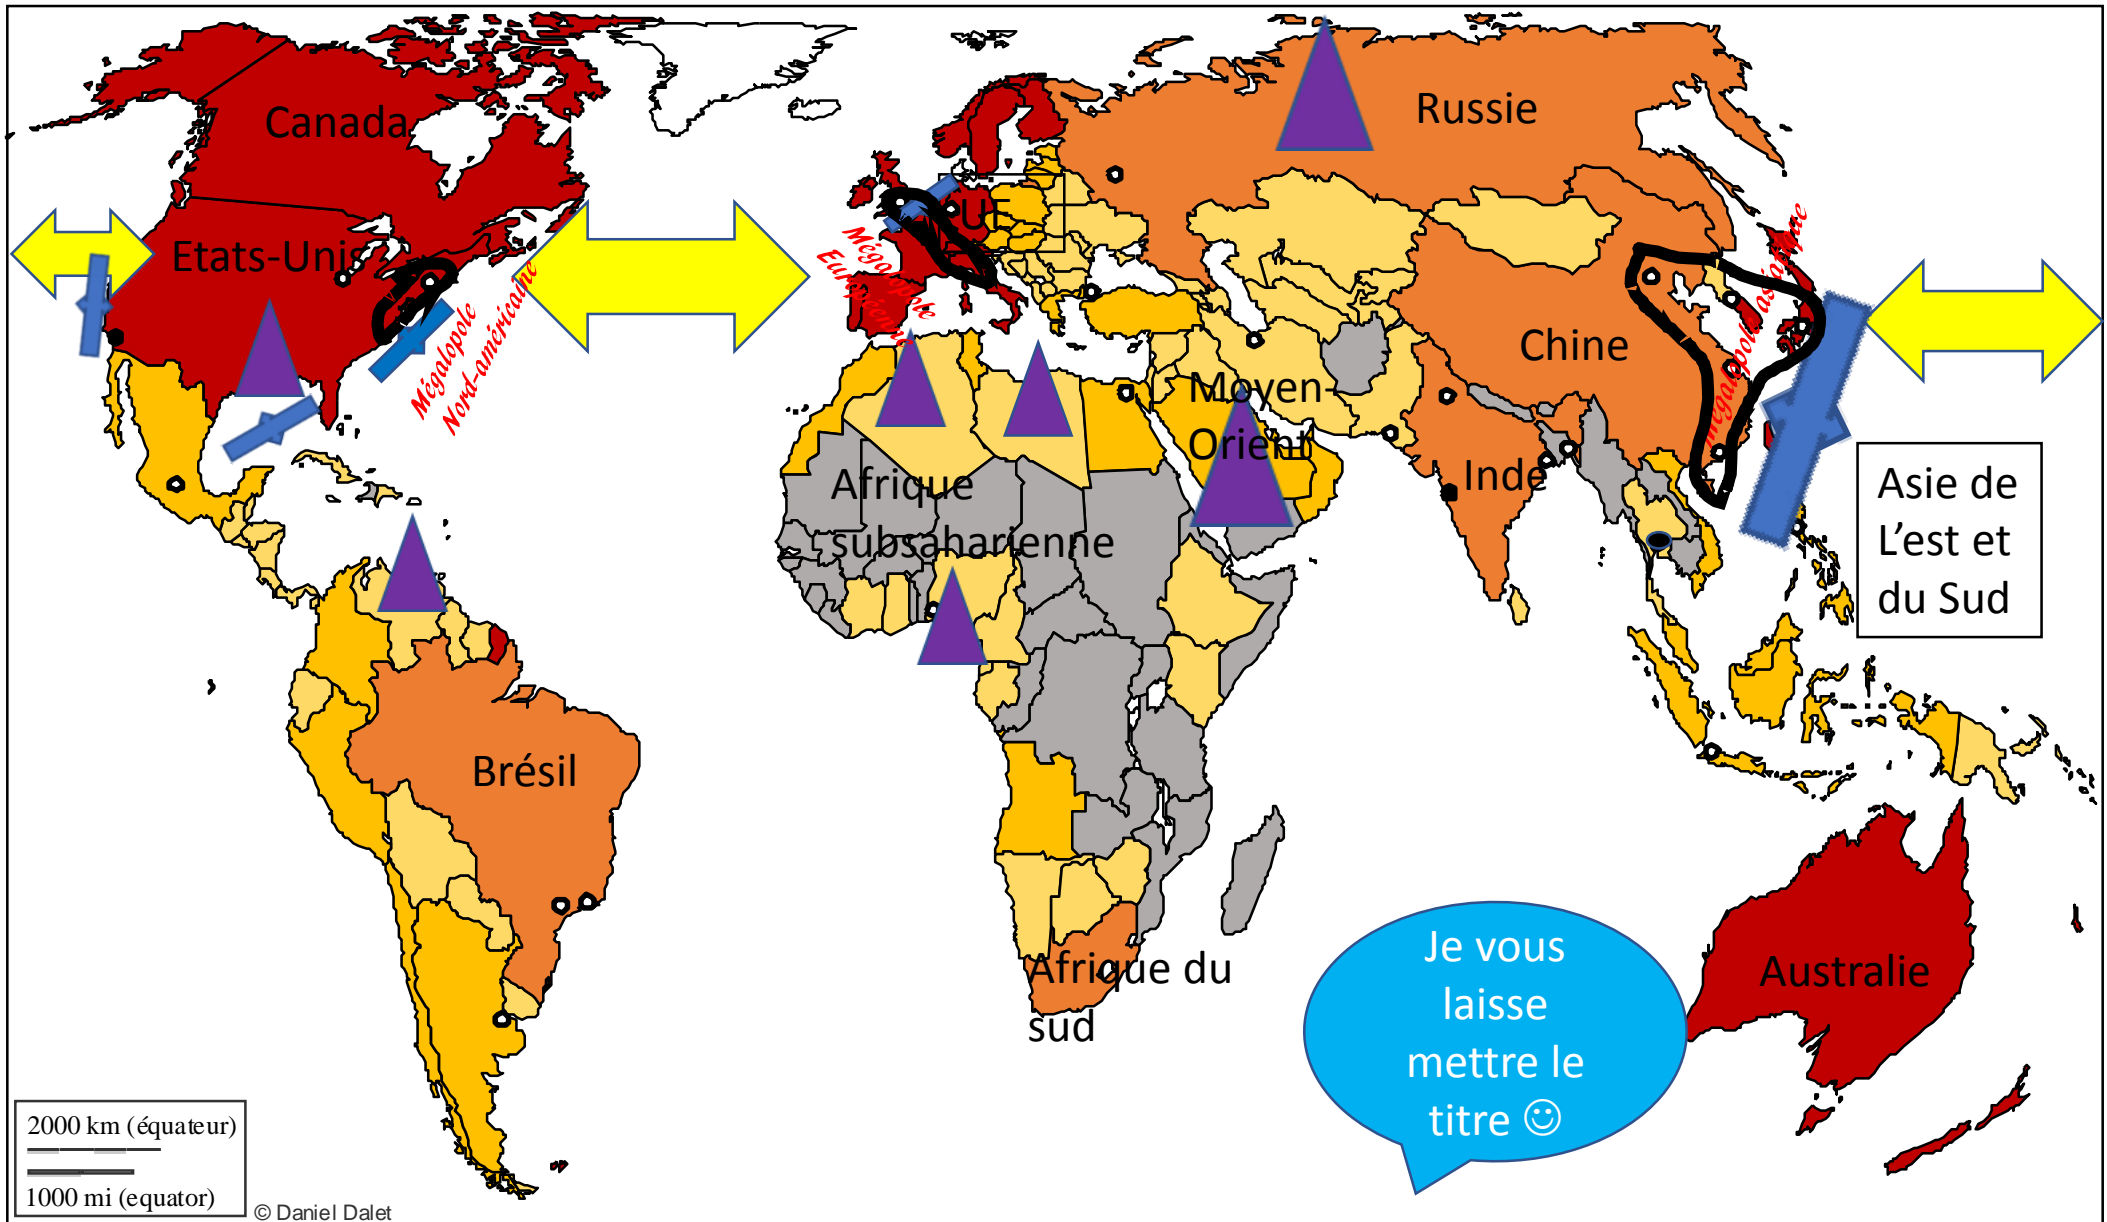 Canada
Russie
Etats-Unis
UE
Mégalopole
Européenne
Mégalopole
Nord-américaine
mégalopole asiatique
Chine
Moyen-
Orient
Inde
Afrique
subsaharienne
Asie de
L’est et
du Sud
Brésil
Afrique du
sud
Australie
Je vous
laisse
mettre le
titre ☺
2000 km (équateur)
1000 mi (equator)
© Daniel Dalet